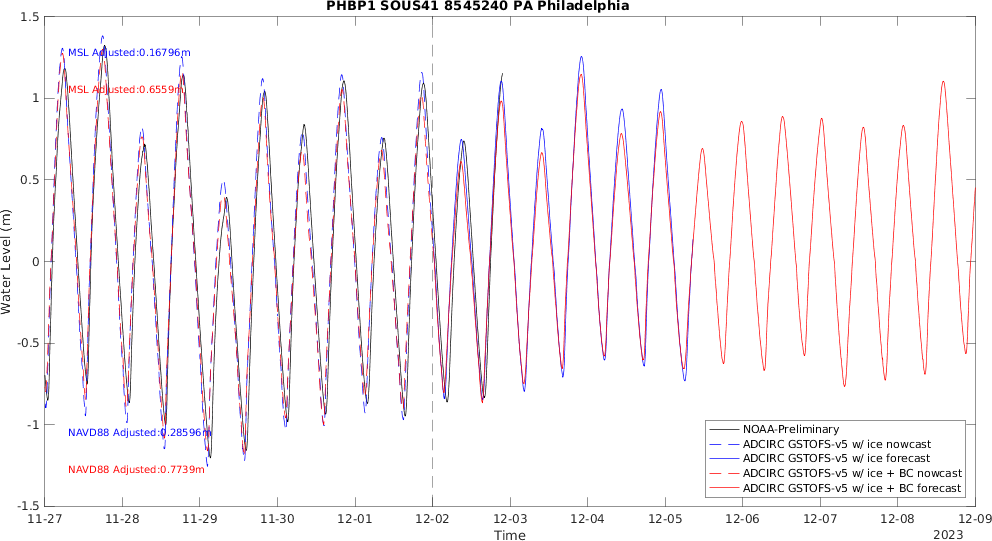 PHBP1 SOUS41 8545240 PA Philadelphia
1.5
1
0.5
0
-0.5
-1
-1.5
Water Level (m)
MSL Adjusted:0.16796m
MSL Adjusted:0.6559m
NAVD88 Adjusted:0.28596m
NAVD88 Adjusted:0.7739m
NOAA-Preliminary
ADCIRC GSTOFS-v5 w/ ice nowcast
ADCIRC GSTOFS-v5 w/ ice forecast
ADCIRC GSTOFS-v5 w/ ice + BC nowcast
ADCIRC GSTOFS-v5 w/ ice + BC forecast
11-27 11-28 11-29 11-30 12-01 12-02 12-03 12-04 12-05 12-06 12-07 12-08 12-09
Time
2023